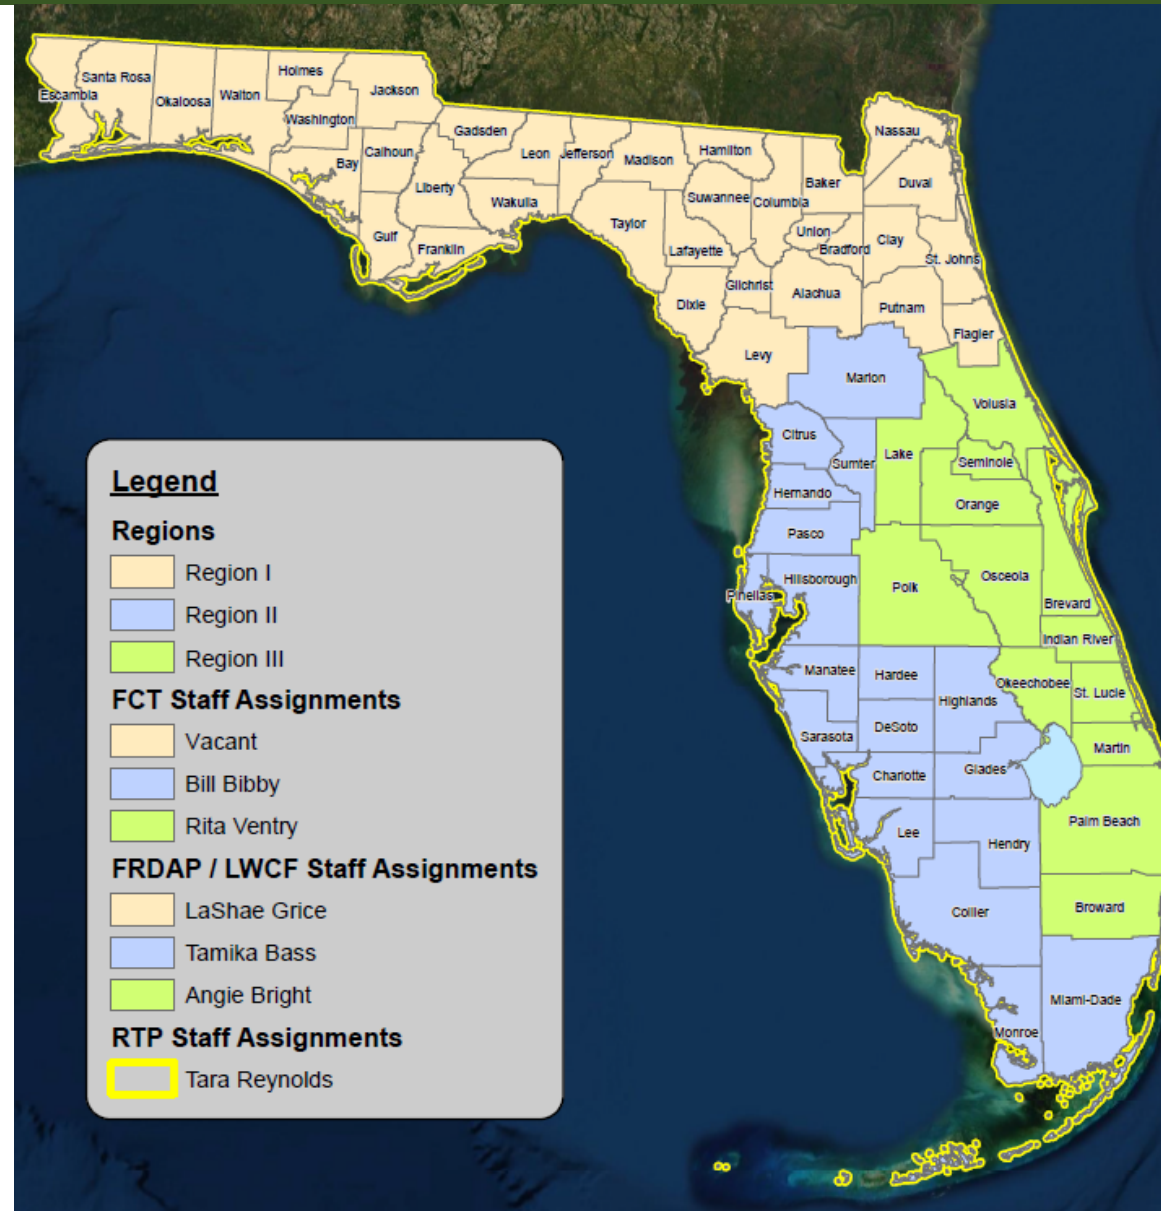 Holmes
Santa Rosa
Jackson
Escambia
Okaloosa
Walton
Washington
Gadsden
Nassau
Calhoun
Leon
Jefferson
Madison
Hamilton
Bay
Liberty
Baker
Duval
Wakulla
Suwannee
Columbia
Taylor
Union
Gulf
Franklin
Lafayette
Bradford
Clay
St. Johns
Gilchrist
Alachua
Dixie
Putnam
Flagler
Levy
Marion
Volusia
Citrus
Sumter
Lake
Seminole
Hernando
Orange
Pasco
Hillsborough
Osceola
Polk
Pinellas
Brevard
Indian River
Manatee
Hardee
Okeechobee
St. Lucie
Highlands
DeSoto
Sarasota
Martin
Charlotte
Glades
Palm Beach
Lee
Hendry
Collier
Broward
Miami-Dade
Monroe
Legend
Regions
Region I
Region II
Region III
FCT Staff Assignments
Vacant
Bill Bibby
Rita Ventry
FRDAP / LWCF Staff Assignments
LaShae Grice
Tamika Bass
Angie Bright
RTP Staff Assignments
Tara Reynolds